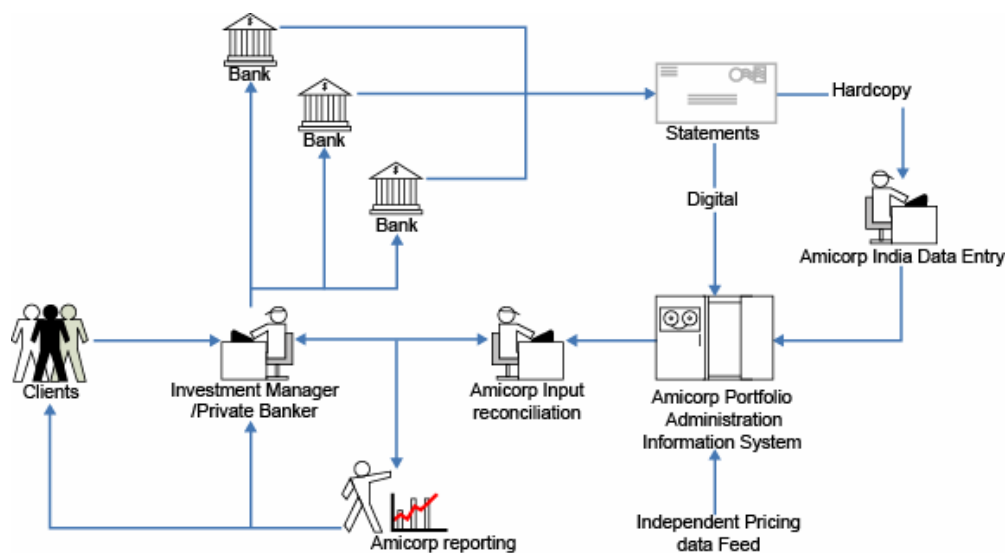 Bank
Bank
Bank
Statements
Hardcopy
Digital
Amicorp India Data Entry
Clients
Investment Manager
/Private Banker
Amicorp Input
reconciliation
Amicorp Portfolio
Administration
Information System
Amicorp reporting
Independent Pricing
data Feed